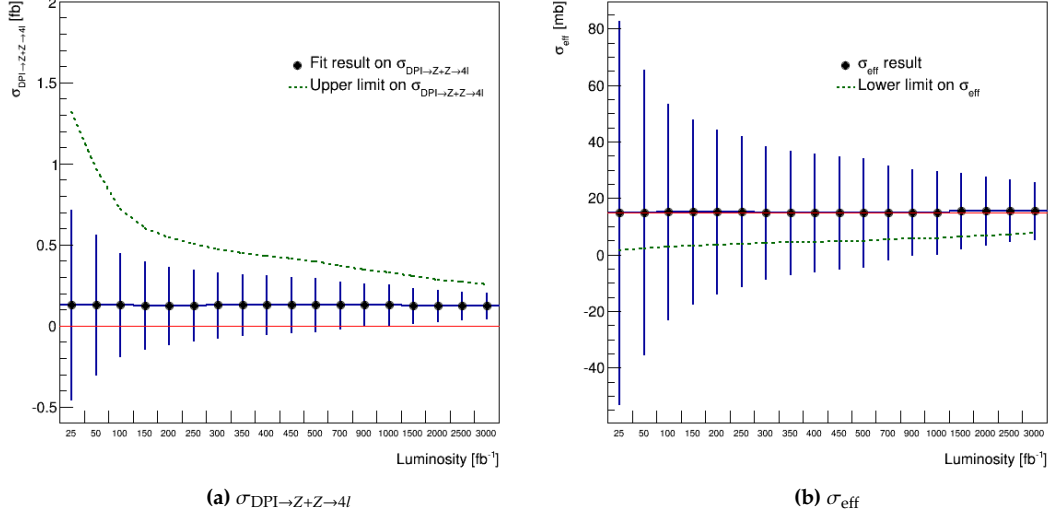 σ_DPI→Z+Z→4l [fb]
2
1.5
1
0.5
0
-0.5
Fit result on σ_DPI→Z+Z→4l
Upper limit on σ_DPI→Z+Z→4l
25 50 100 150 200 250 300 350 400 450 500 700 900 1000 1500 2000 2500 3000
Luminosity [fb⁻¹]
(a) σ_DPI→Z+Z→4l
σ_eff [mb]
80
60
40
20
0
-20
-40
σ_eff result
Lower limit on σ_eff
25 50 100 150 200 250 300 350 400 450 500 700 900 1000 1500 2000 2500 3000
Luminosity [fb⁻¹]
(b) σ_eff